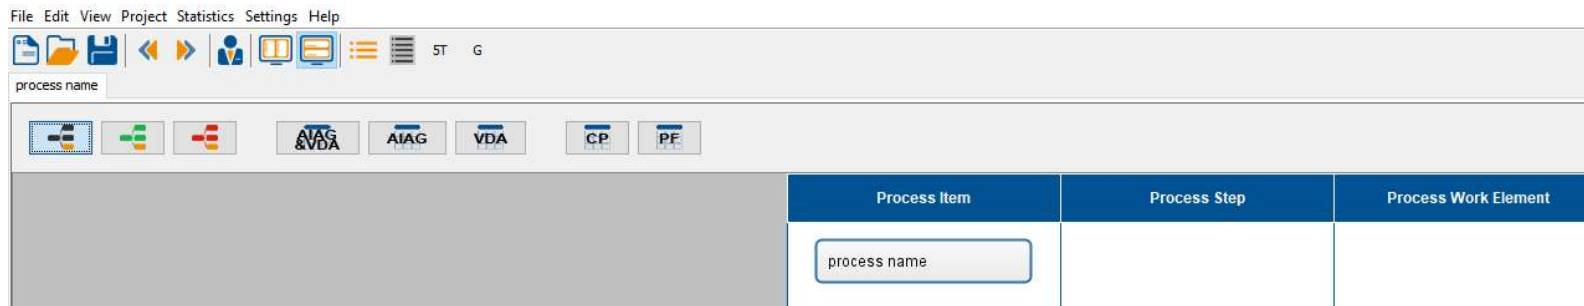 File Edit View Project Statistics Settings Help
5T G
process name
AIAG &VDA AIAG VDA CP PF
Process Item Process Step Process Work Element
process name